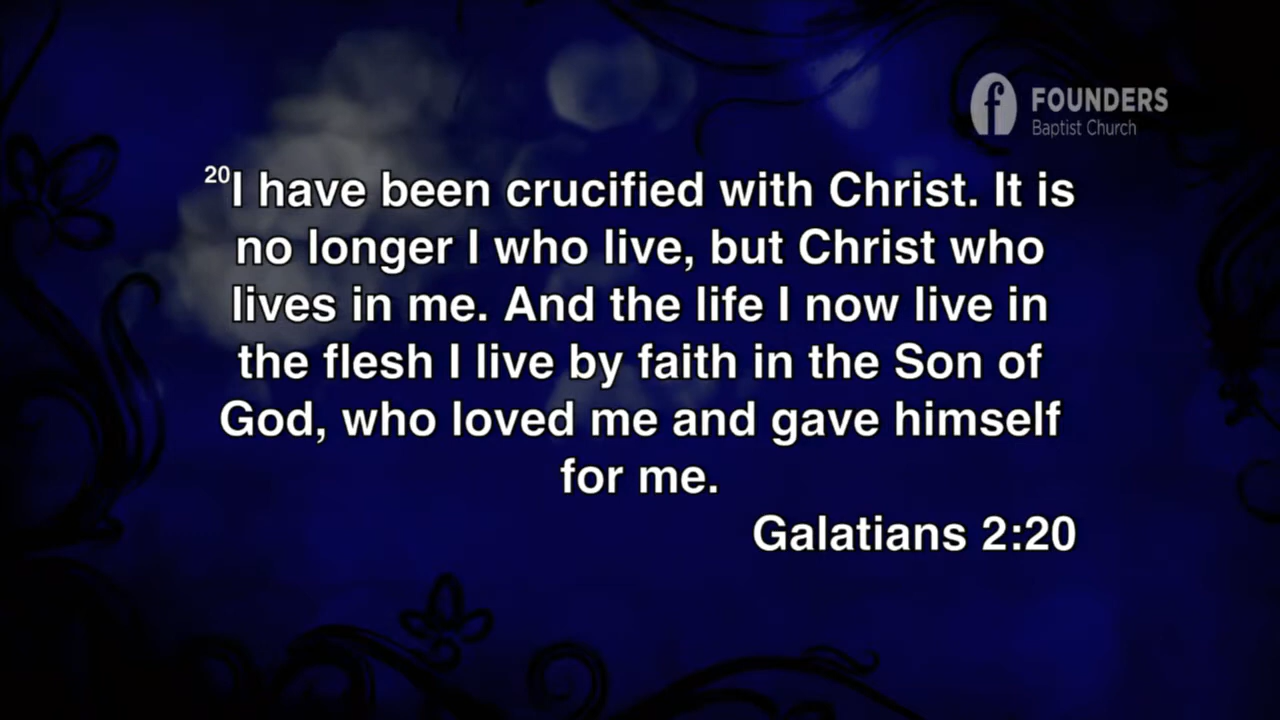 FOUNDERS
Baptist Church
20I have been crucified with Christ. It is
no longer I who live, but Christ who
lives in me. And the life I now live in
the flesh I live by faith in the Son of
God, who loved me and gave himself
for me.
Galatians 2:20